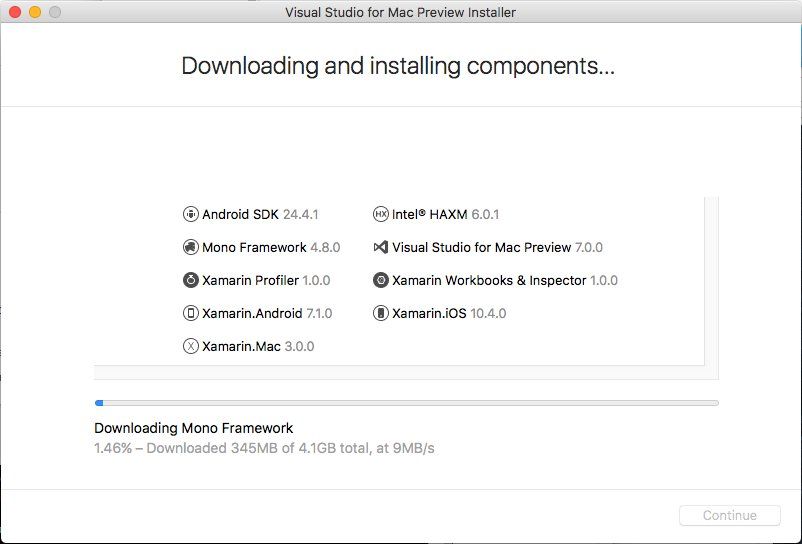 Visual Studio for Mac Preview Installer
Downloading and installing components...
Android SDK 24.4.1
Intel® HAXM 6.0.1
Mono Framework 4.8.0
Visual Studio for Mac Preview 7.0.0
Xamarin Profiler 1.0.0
Xamarin Workbooks & Inspector 1.0.0
Xamarin.Android 7.1.0
Xamarin.iOS 10.4.0
Xamarin.Mac 3.0.0
Downloading Mono Framework
1.46% – Downloaded 345MB of 4.1GB total, at 9MB/s
Continue